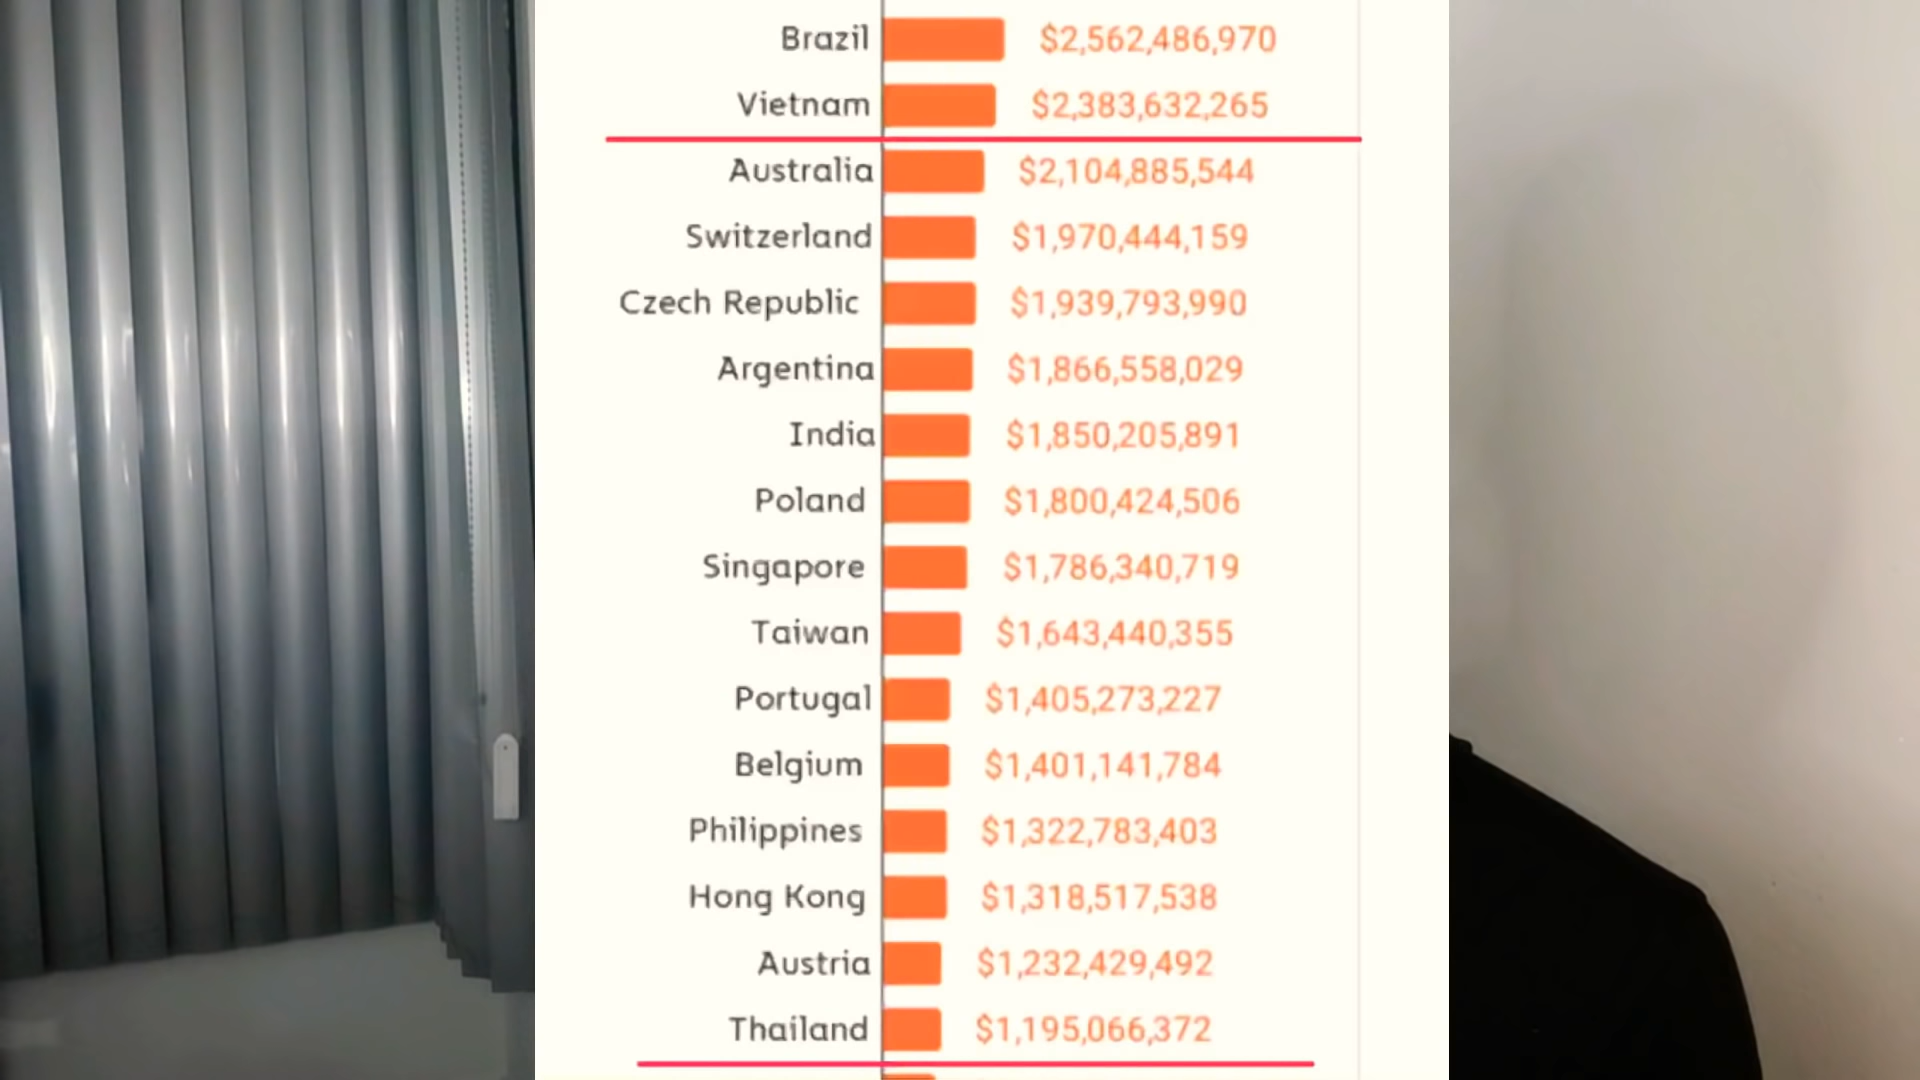 Brazil $2,562,486,970
Vietnam $2,383,632,265
Australia $2,104,885,544
Switzerland $1,970,444,159
Czech Republic $1,939,793,990
Argentina $1,866,558,029
India $1,850,205,891
Poland $1,800,424,506
Singapore $1,786,340,719
Taiwan $1,643,440,355
Portugal $1,405,273,227
Belgium $1,401,141,784
Philippines $1,322,783,403
Hong Kong $1,318,517,538
Austria $1,232,429,492
Thailand $1,195,066,372